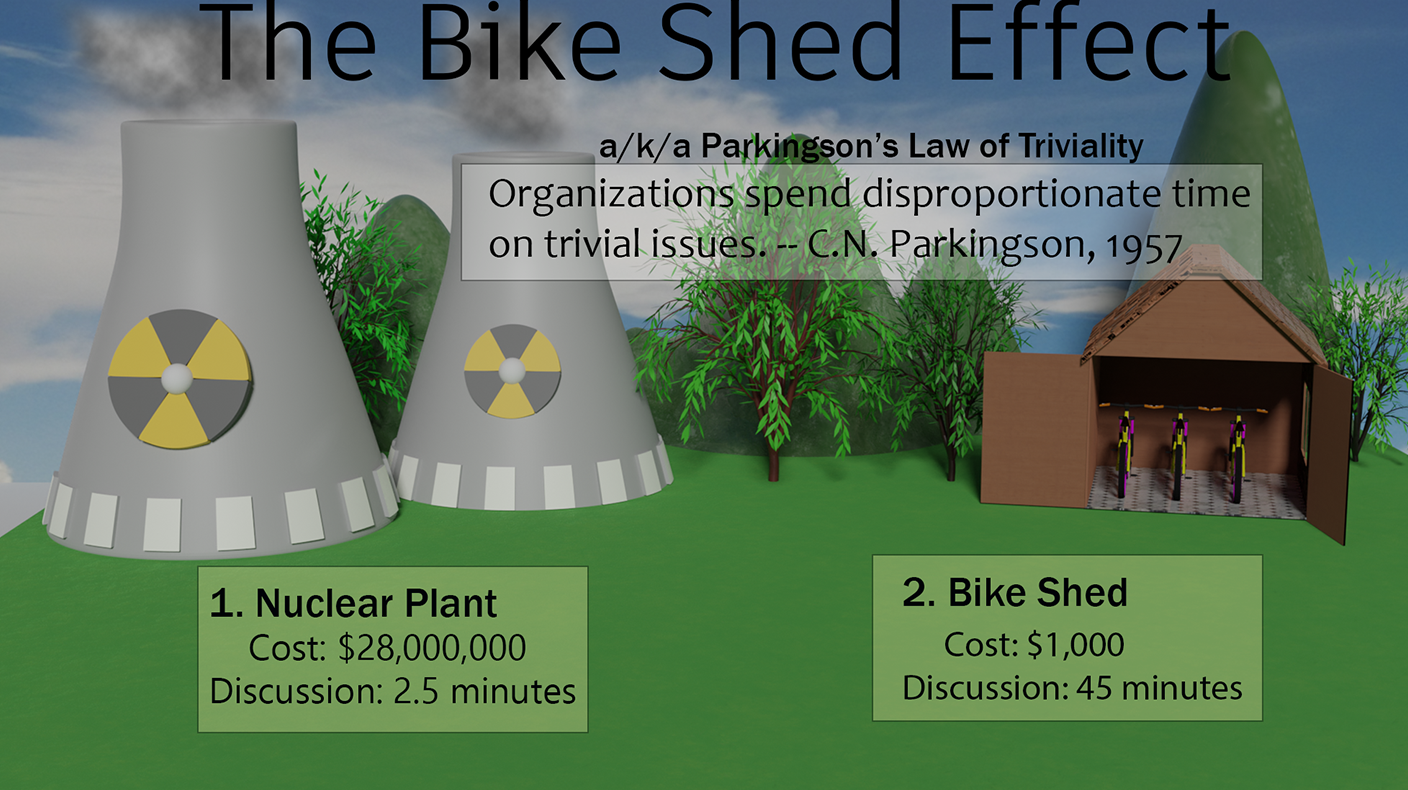 The Bike Shed Effect
a/k/a Parkingson's Law of Triviality
Organizations spend disproportionate time
on trivial issues. -- C.N. Parkingson, 1957
1. Nuclear Plant
Cost: $28,000,000
Discussion: 2.5 minutes
2. Bike Shed
Cost: $1,000
Discussion: 45 minutes